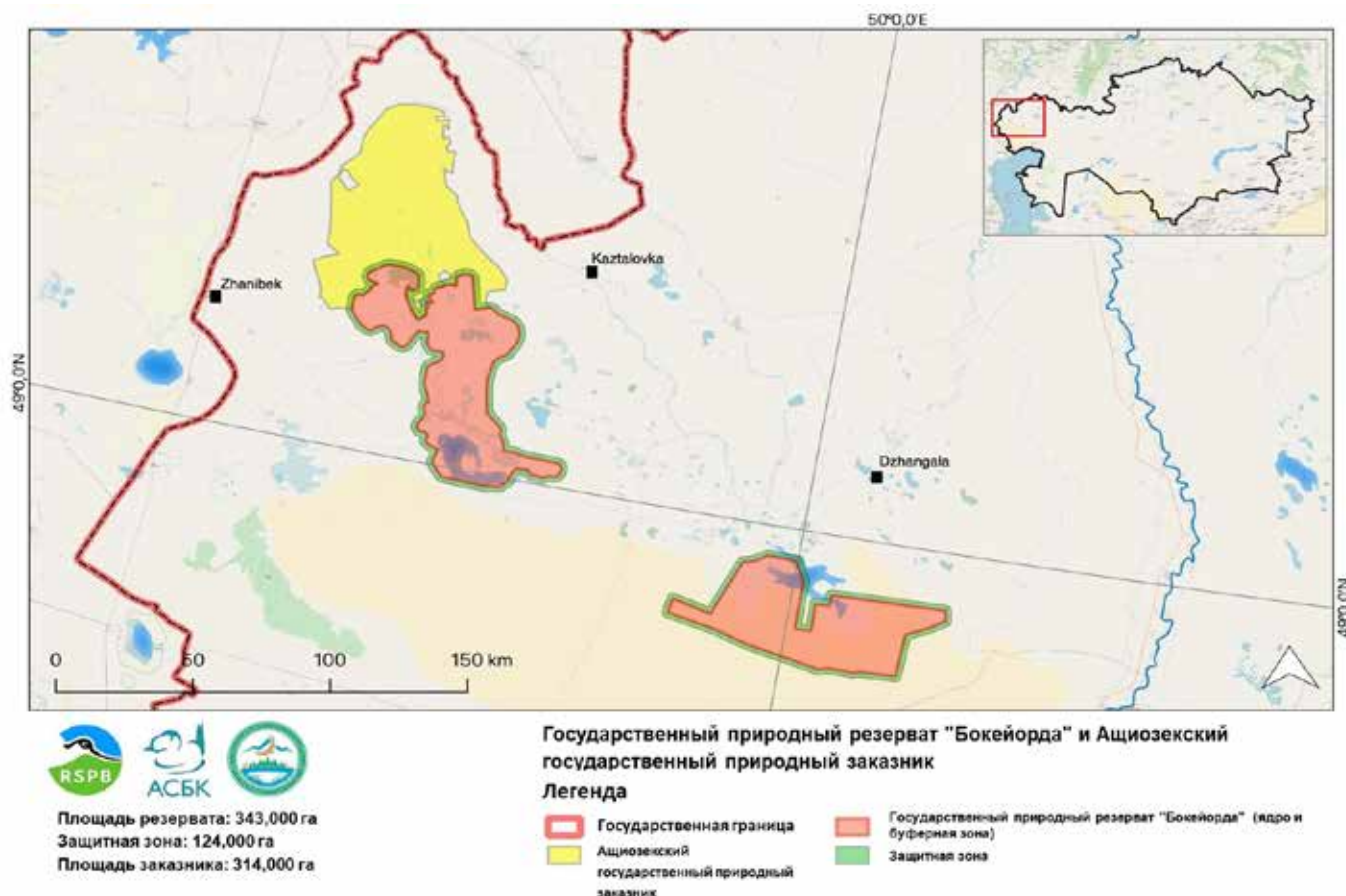 50°0,0'E
Kaztalovka
Zhanibek
49°0,0'N
Dzhangala
48°0,0'N
0 50 100 150 km
RSPB
АСБК
Площадь резервата: 343,000 га
Защитная зона: 124,000 га
Площадь заказника: 314,000 га
Государственный природный резерват "Бокейорда" и Ащиозекский
государственный природный заказник
Легенда
Государственная граница
Ащиозекский
государственный природный
заказник
Государственный природный резерват "Бокейорда" (ядро и
буферная зона)
Защитная зона